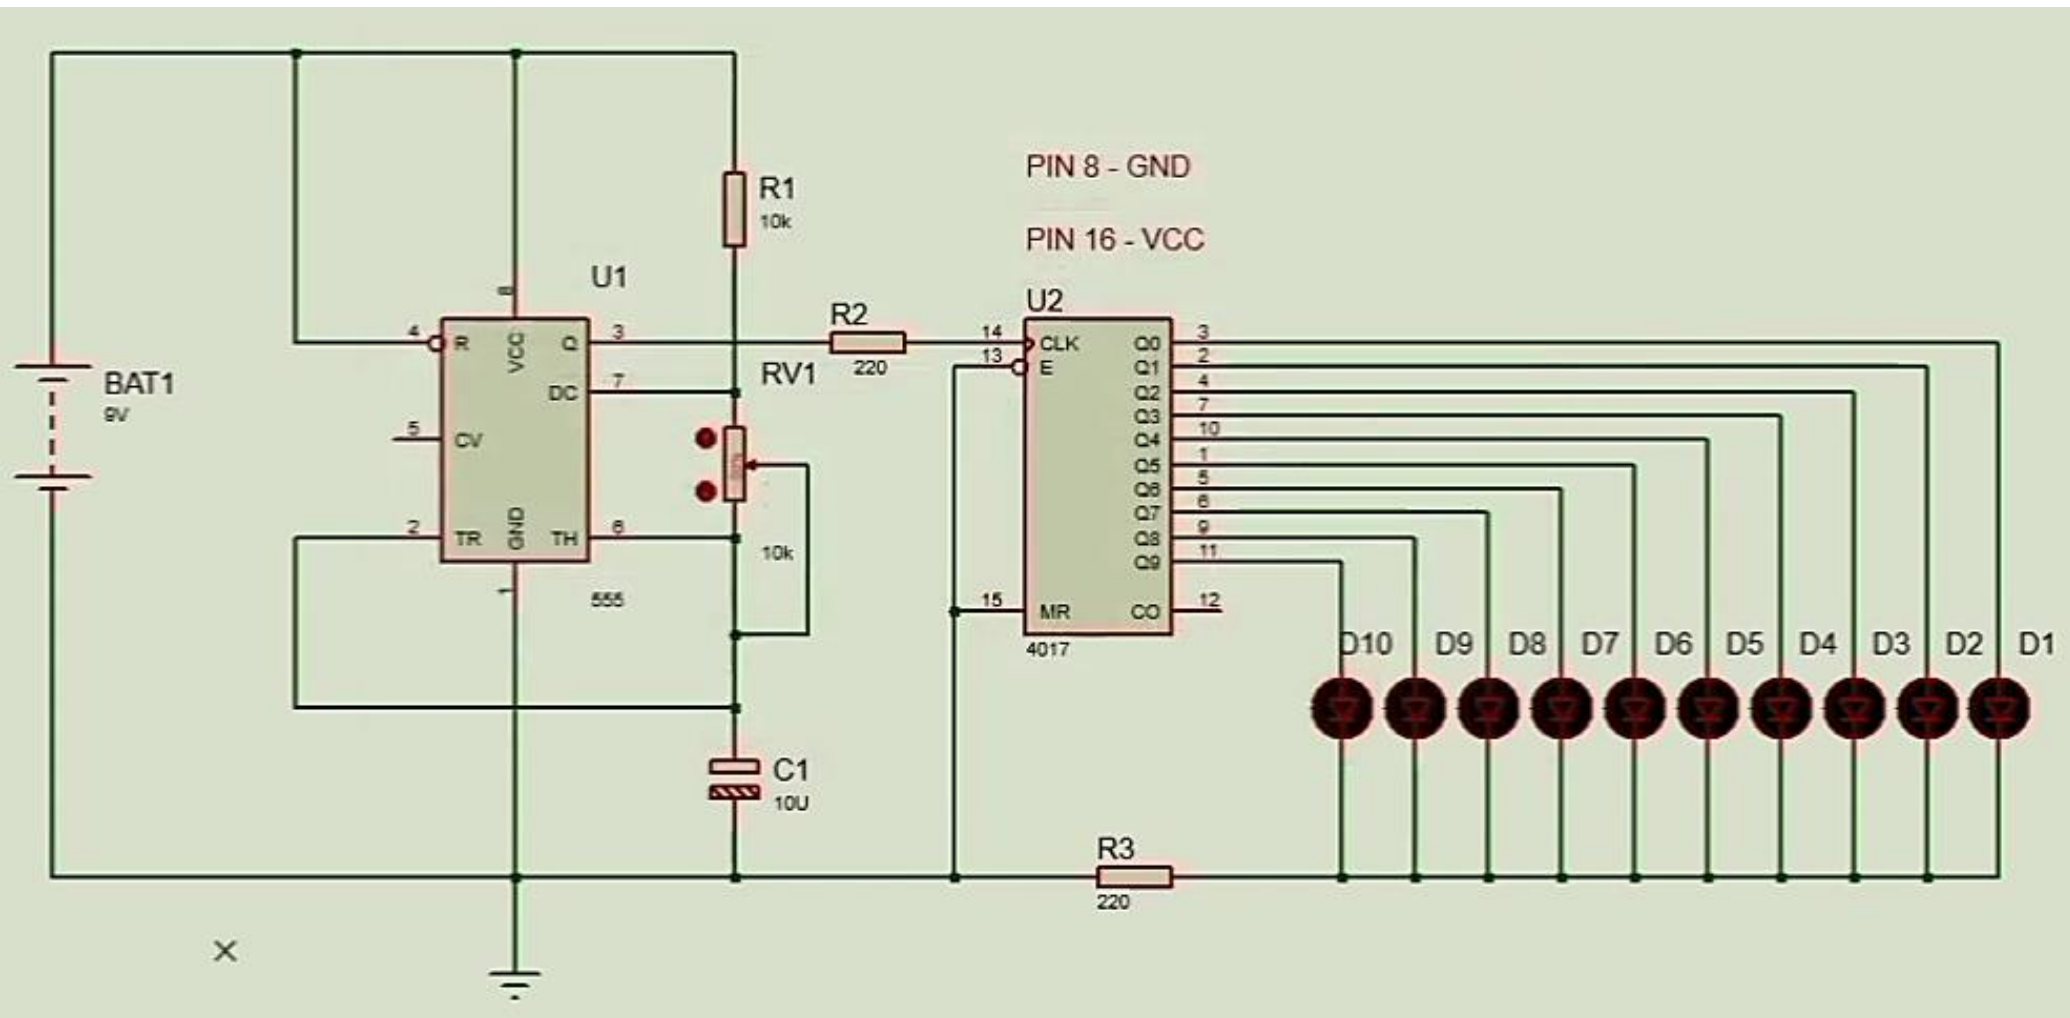 PIN 8 - GND
PIN 16 - VCC
R1
10k
U1
8
4
R
VCC
Q
3
DC
7
5
CV
2
TR
GND
TH
6
1
555
BAT1
9V
R2
220
RV1
10k
U2
14
CLK
13
E
15
MR
4017
Q0
3
Q1
2
Q2
4
Q3
7
Q4
10
Q5
1
Q6
5
Q7
6
Q8
9
Q9
11
CO
12
D10 D9 D8 D7 D6 D5 D4 D3 D2 D1
C1
10U
R3
220